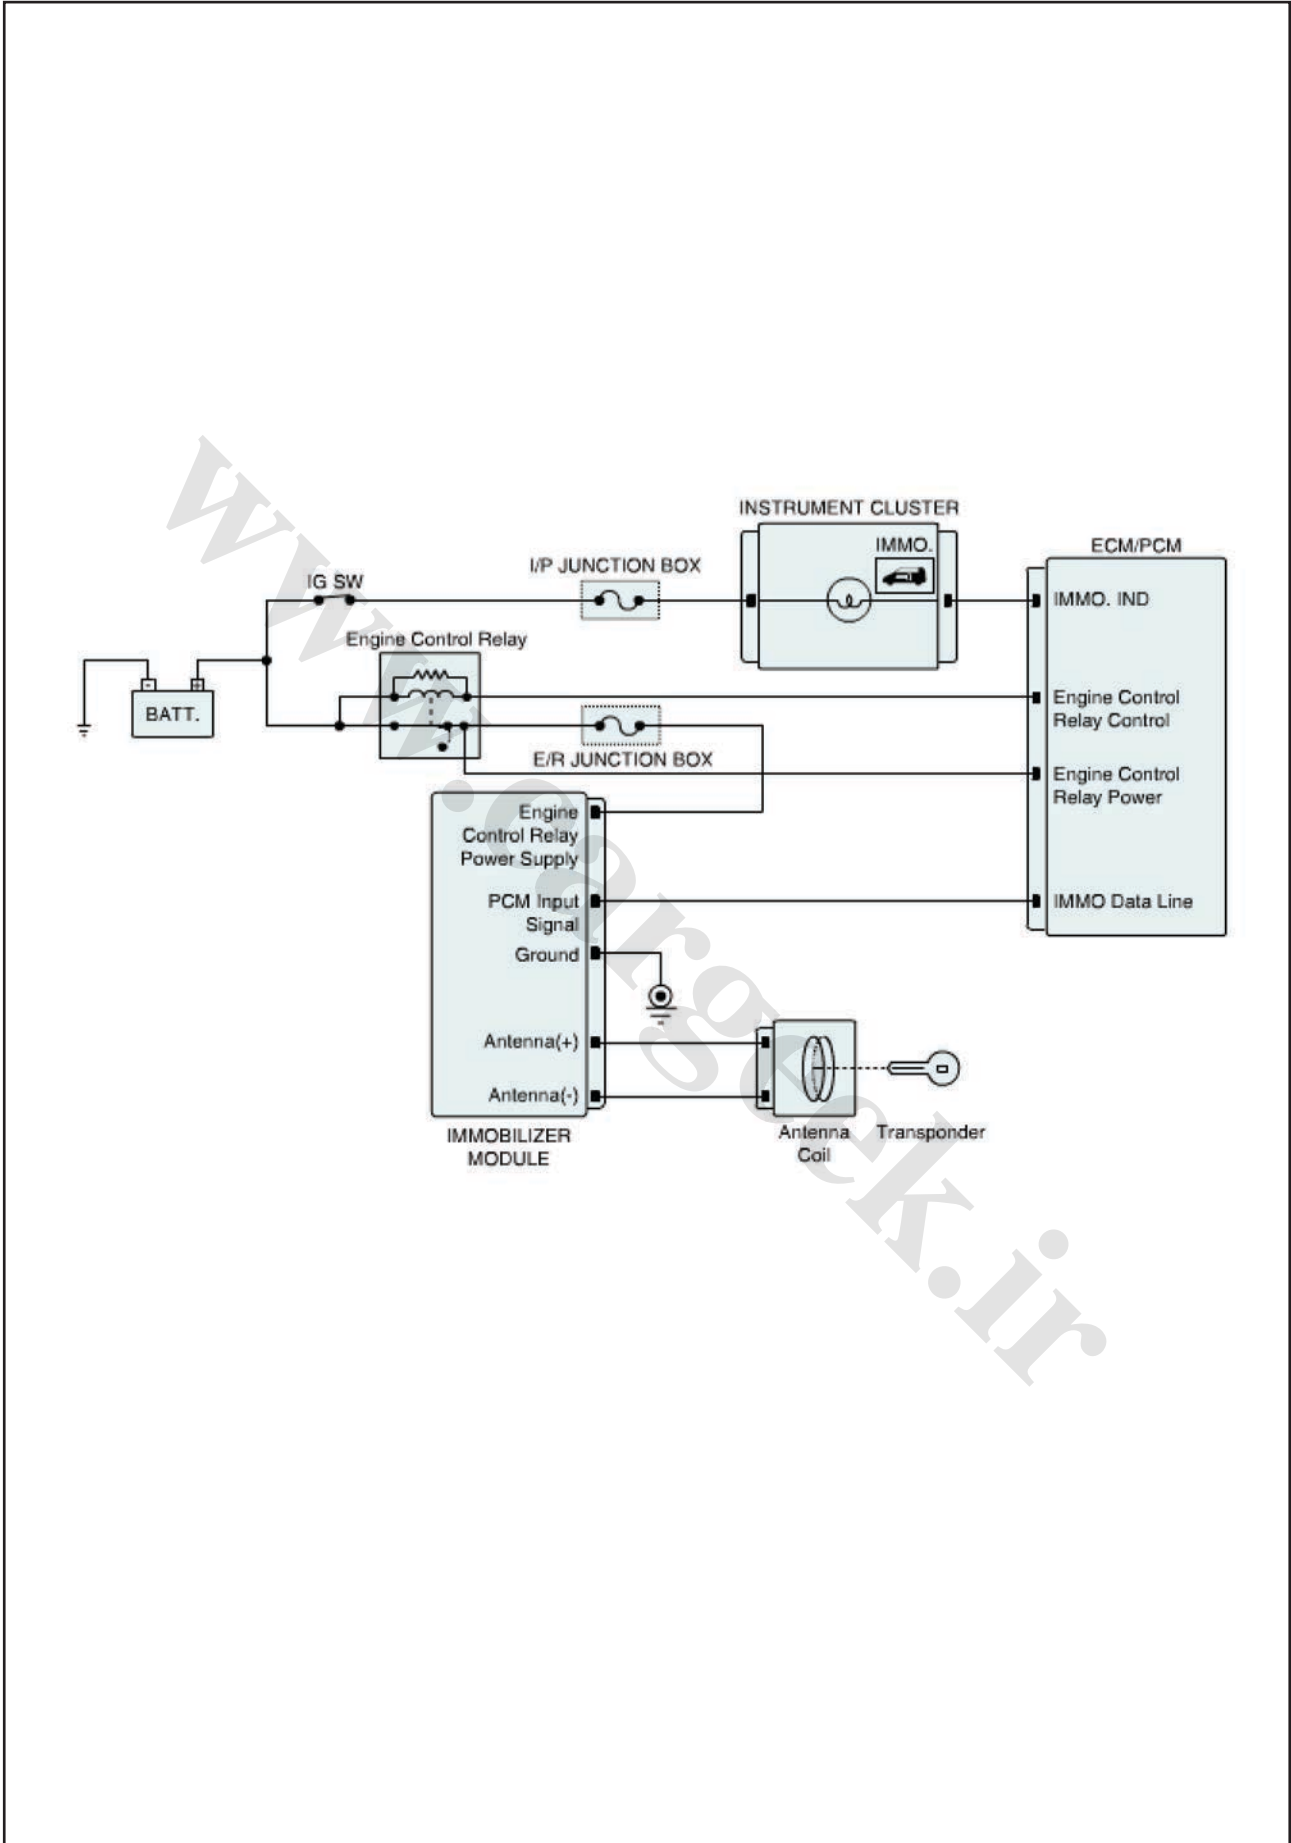 INSTRUMENT CLUSTER
IMMO.
ECM/PCM
I/P JUNCTION BOX
IG SW
IMMO. IND
Engine Control Relay
BATT.
-
+
Engine Control
Relay Control
E/R JUNCTION BOX
Engine Control
Relay Power
Engine
Control Relay
Power Supply
PCM Input
Signal
IMMO Data Line
Ground
Antenna(+)
Antenna(-)
IMMOBILIZER
MODULE
Antenna
Coil
Transponder
www.cargeek.ir